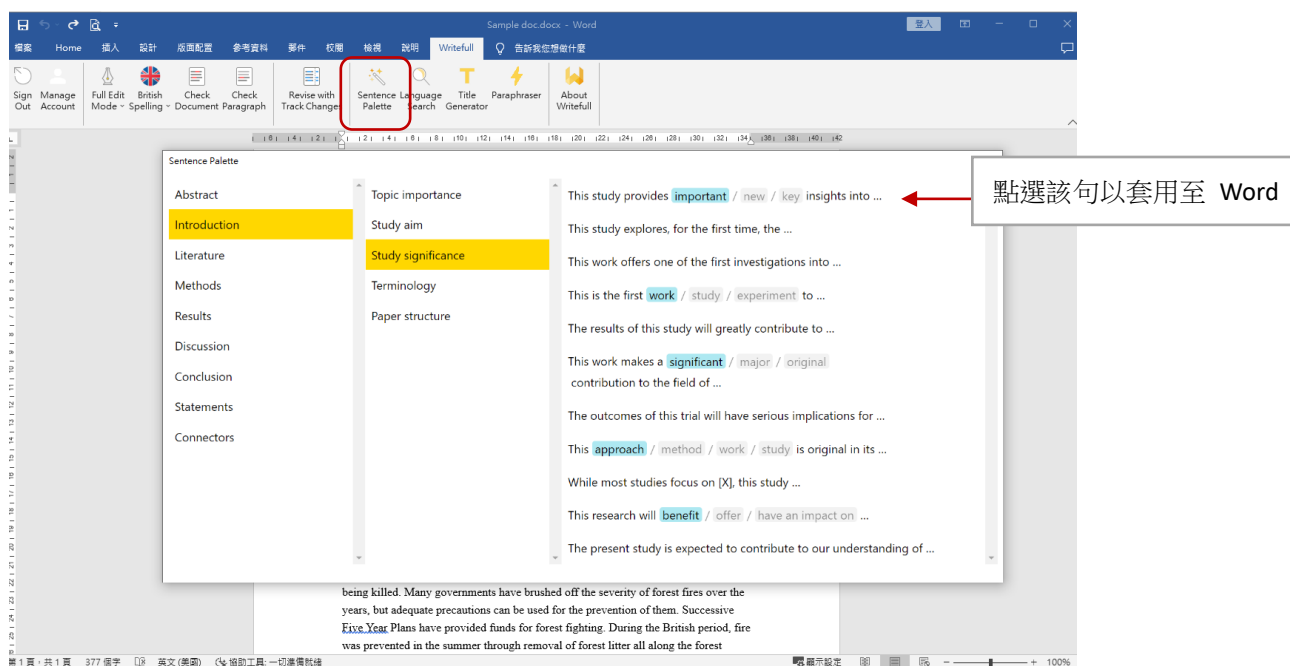 Sample doc.docx - Word
登入
檔案 Home 插入 設計 版面配置 參考資料 郵件 校閱 檢視 說明 Writefull 告訴我您想做什麼
Sign Out
Manage Account
Full Edit Mode
British Spelling
Check Document
Check Paragraph
Revise with Track Changes
Sentence Palette
Language Search
Title Generator
Paraphraser
About Writefull
Sentence Palette
Abstract
Introduction
Literature
Methods
Results
Discussion
Conclusion
Statements
Connectors
Topic importance
Study aim
Study significance
Terminology
Paper structure
This study provides important / new / key insights into ...
This study explores, for the first time, the ...
This work offers one of the first investigations into ...
This is the first work / study / experiment to ...
The results of this study will greatly contribute to ...
This work makes a significant / major / original
contribution to the field of ...
The outcomes of this trial will have serious implications for ...
This approach / method / work / study is original in its ...
While most studies focus on [X], this study ...
This research will benefit / offer / have an impact on ...
The present study is expected to contribute to our understanding of ...
點選該句以套用至 Word
being killed. Many governments have brushed off the severity of forest fires over the
years, but adequate precautions can be used for the prevention of them. Successive
Five Year Plans have provided funds for forest fighting. During the British period, fire
was prevented in the summer through removal of forest litter all along the forest
第 1 頁，共 1 頁 377 個字 英文 (美國) 協助工具: 一切準備就緒 顯示設定 100%